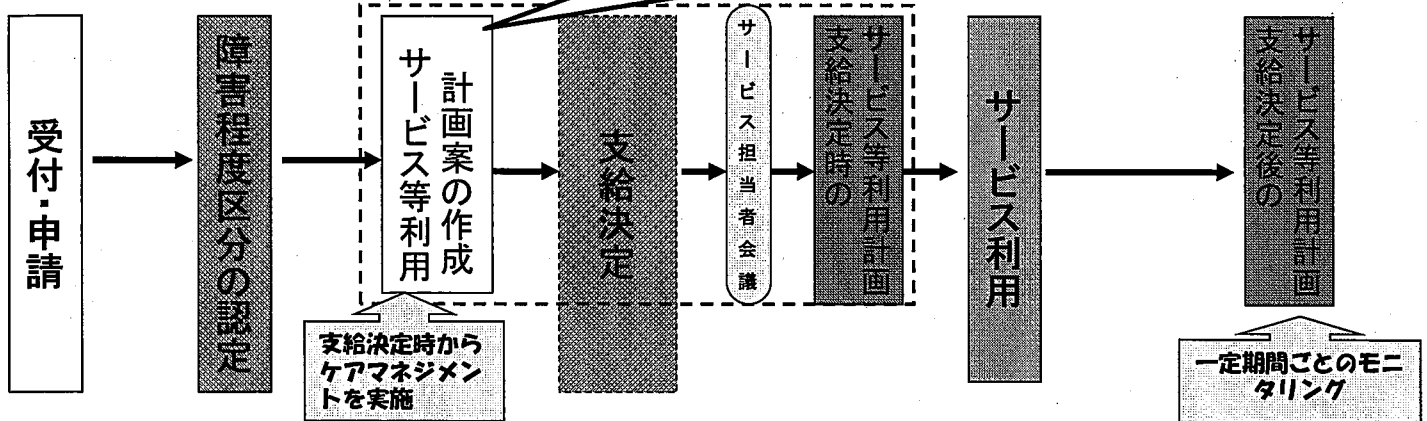 受付・申請
障害程度区分の認定
サービス等利用
計画案の作成
支給決定時から
ケアマネジメン
トを実施
支給決定
サービス担当者会議
支給決定時の
サービス等利用計画
サービス利用
支給決定後の
サービス等利用計画
一定期間ごとのモニ
タリング